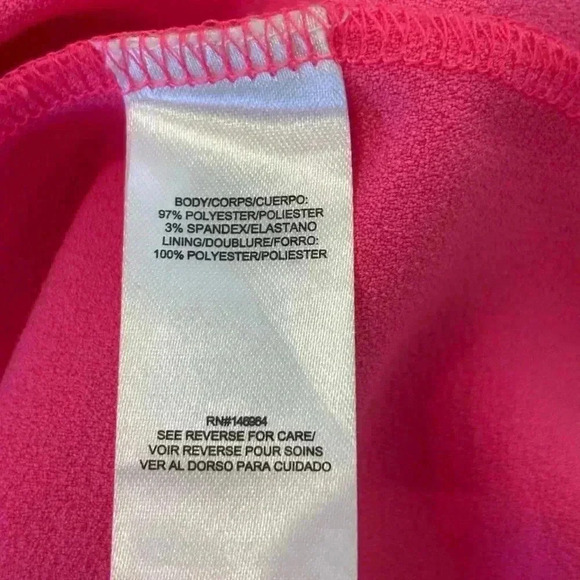 BODY/CORPS/CUERPO:
97% POLYESTER/POLIESTER
3% SPANDEX/ELASTANO
LINING/DOUBLURE/FORRO:
100% POLYESTER/POLIESTER
RN#146984
SEE REVERSE FOR CARE/
VOIR REVERSE POUR SOINS
VER AL DORSO PARA CUIDADO